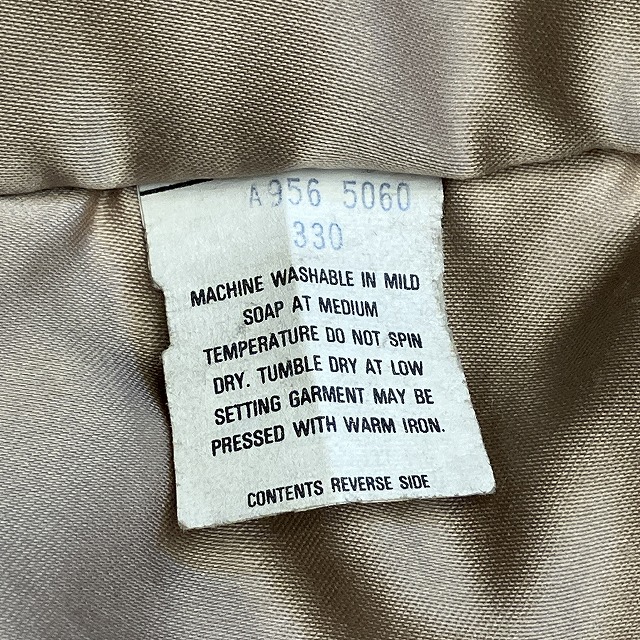 A956 5060
330
MACHINE WASHABLE IN MILD
SOAP AT MEDIUM
TEMPERATURE DO NOT SPIN
DRY. TUMBLE DRY AT LOW
SETTING GARMENT MAY BE
PRESSED WITH WARM IRON.
CONTENTS REVERSE SIDE